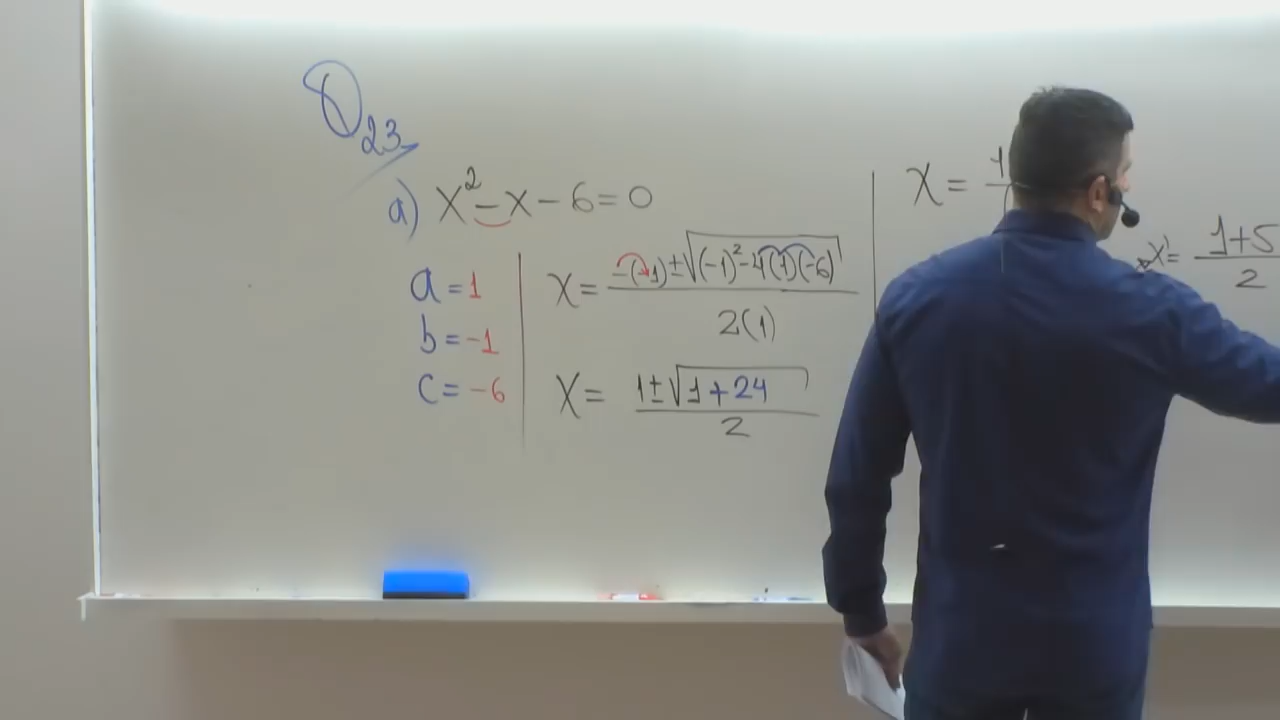 Q23
a) x² - x - 6 = 0
a = 1
b = -1
c = -6
x = (-(-1) ± √((-1)² - 4(1)(-6))) / 2(1)
x = (1 ± √(1 + 24)) / 2
x =
x' = (1+5) / 2